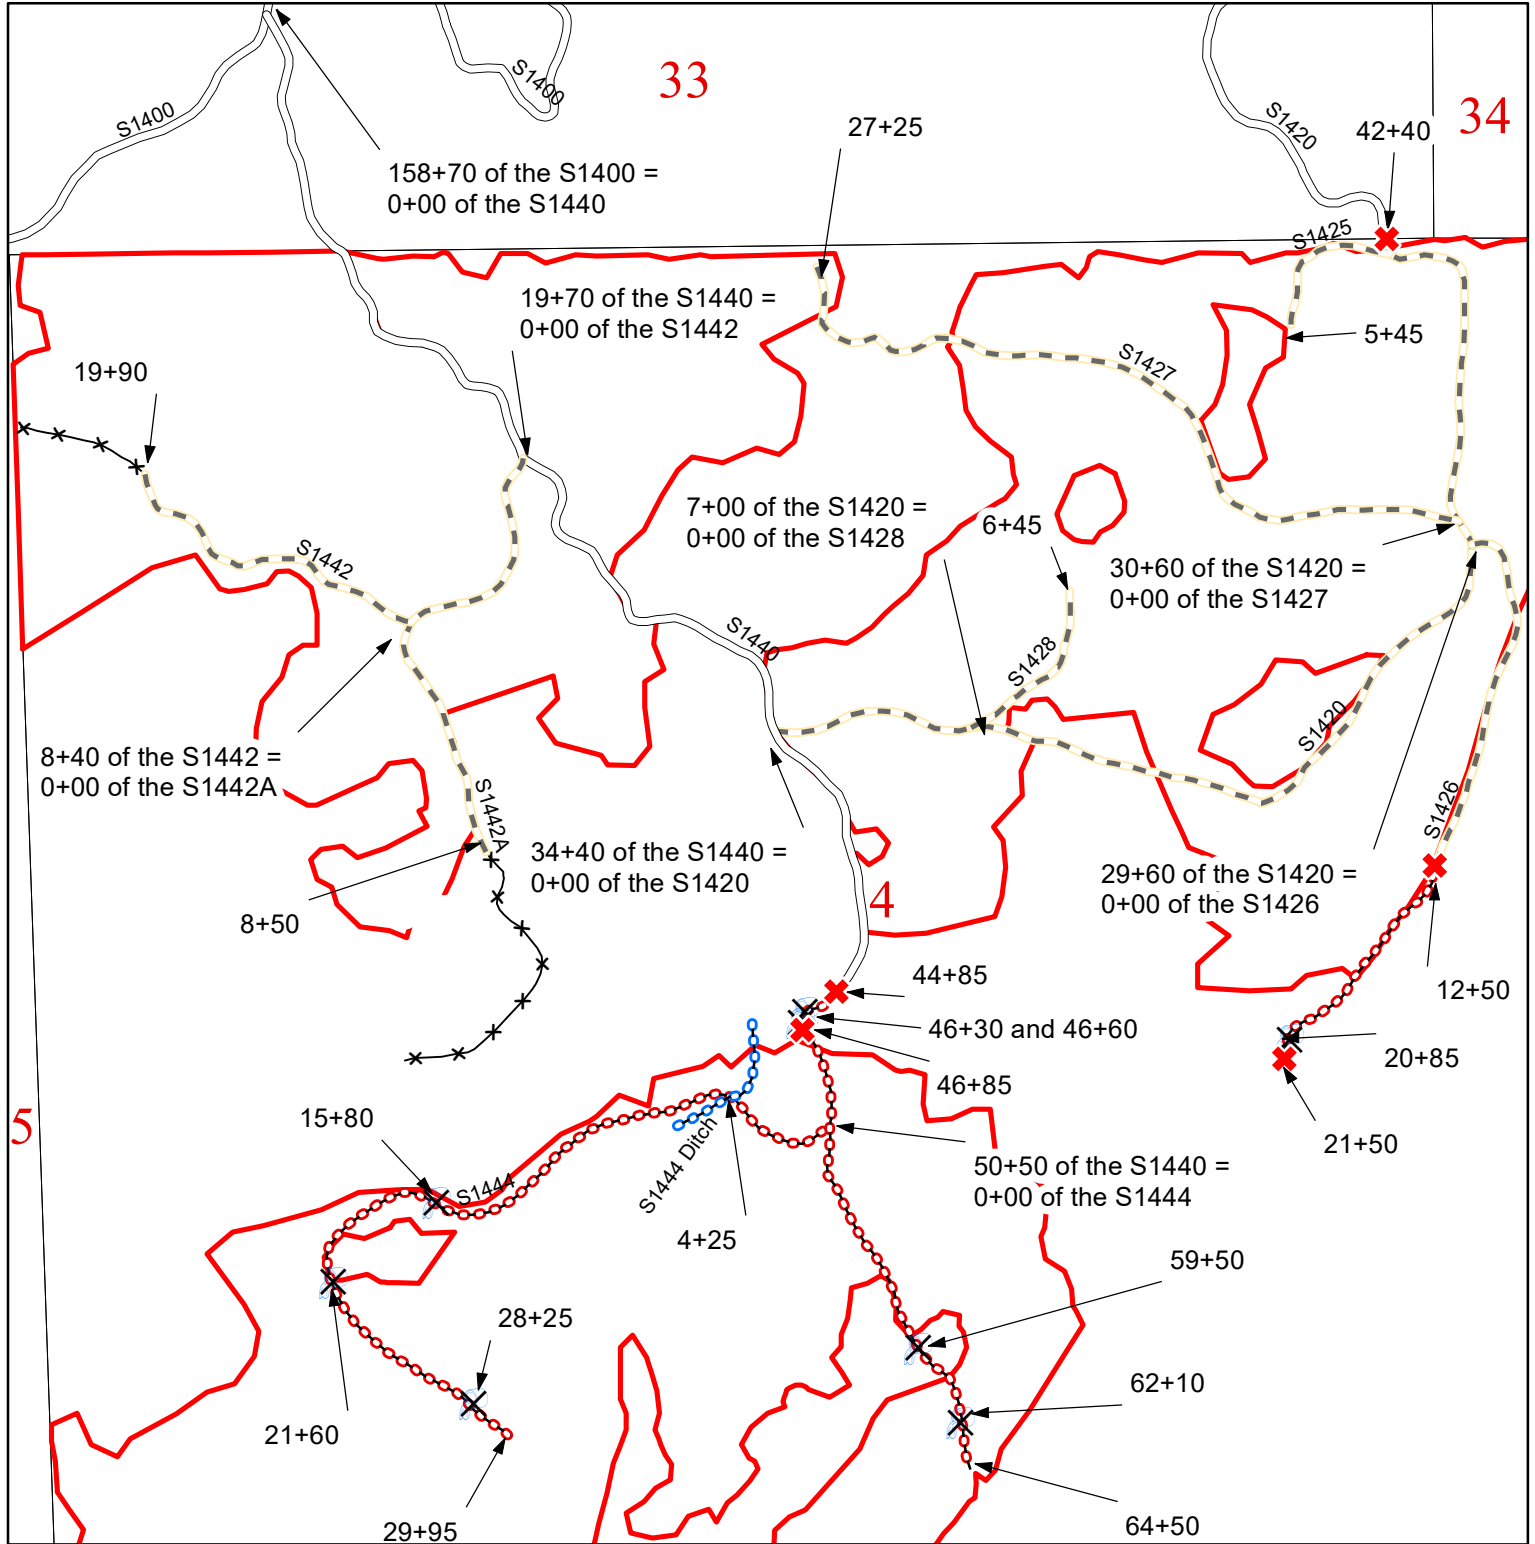 33
34
S1400
S1400
S1420
27+25
42+40
158+70 of the S1400 =
0+00 of the S1440
S1425
19+70 of the S1440 =
0+00 of the S1442
5+45
S1427
19+90
7+00 of the S1420 =
0+00 of the S1428
6+45
S1442
30+60 of the S1420 =
0+00 of the S1427
S1440
S1428
S1420
8+40 of the S1442 =
0+00 of the S1442A
S1442A
S1426
34+40 of the S1440 =
0+00 of the S1420
29+60 of the S1420 =
0+00 of the S1426
4
8+50
44+85
12+50
46+30 and 46+60
20+85
46+85
15+80
5
21+50
S1444 Ditch
50+50 of the S1440 =
0+00 of the S1444
S1444
4+25
59+50
28+25
62+10
21+60
64+50
29+95